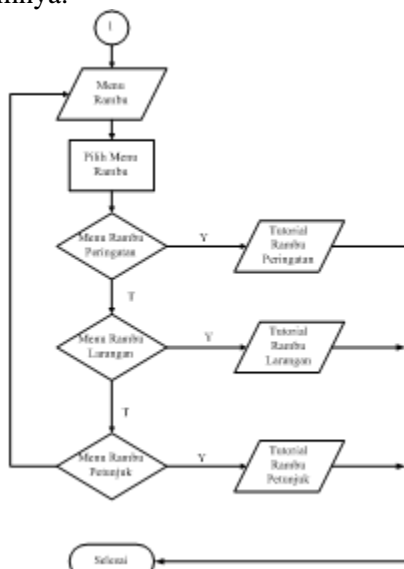 1
Menu
Rambu
Pilih Menu
Rambu
Menu Rambu
Peringatan
Y
Tutorial
Rambu
Peringatan
T
Menu Rambu
Larangan
Y
Tutorial
Rambu
Larangan
T
Menu Rambu
Petunjuk
Y
Tutorial
Rambu
Petunjuk
Selesai